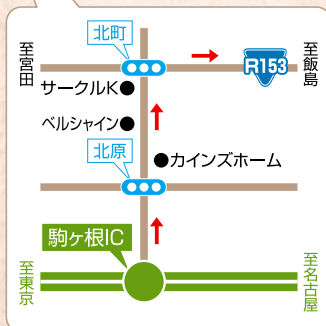 北町
至宮田
R153
至飯島
サークルK
ベルシャイン
北原
カインズホーム
駒ヶ根IC
至東京
至名古屋